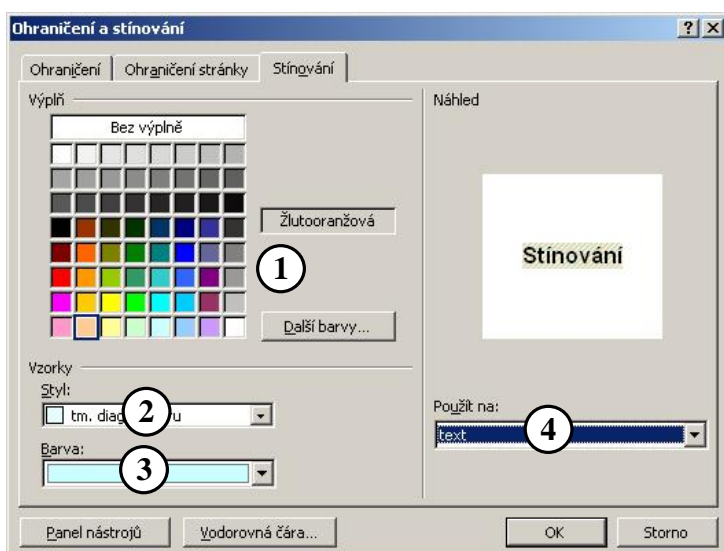 Ohraničení a stínování
Ohraničení
Ohraničení stránky
Stínování
Výplň
Bez výplně
Žlutooranžová
1
Další barvy...
Vzorky
Styl:
tm. 2
Barva:
3
Náhled
Stínování
Použít na:
text 4
Panel nástrojů
Vodorovná čára...
OK
Storno